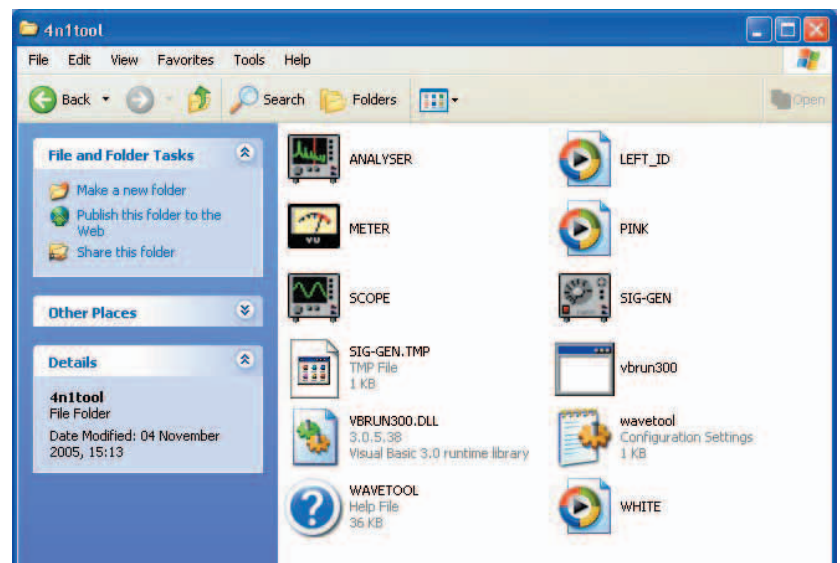 4n1tool
File Edit View Favorites Tools Help
Back Search Folders Open
File and Folder Tasks
Make a new folder
Publish this folder to the
Web
Share this folder
Other Places
Details
4n1tool
File Folder
Date Modified: 04 November
2005, 15:13
ANALYSER
LEFT_ID
VU
METER
PINK
SCOPE
SIG-GEN
SIG-GEN.TMP
TMP File
1 KB
vbrun300
VBRUN300.DLL
3.0.5.38
Visual Basic 3.0 runtime library
wavetool
Configuration Settings
1 KB
WAVETOOL
Help File
36 KB
WHITE